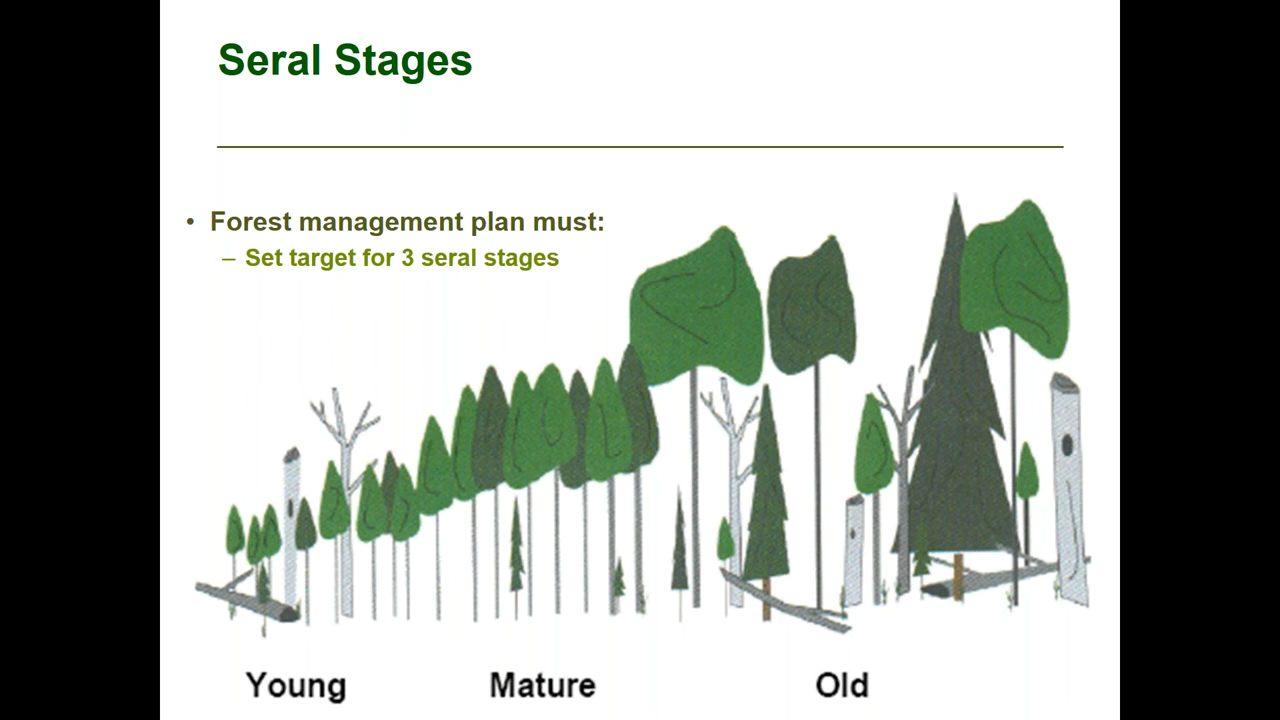 Seral Stages
• Forest management plan must:
– Set target for 3 seral stages
Young Mature Old